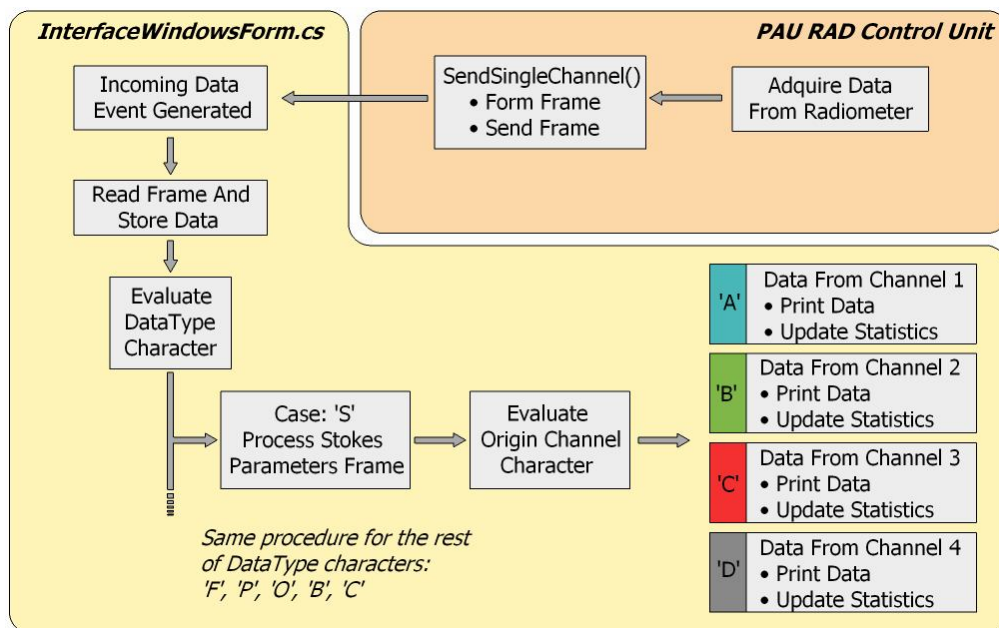 InterfaceWindowsForm.cs
PAU RAD Control Unit
Incoming Data
Event Generated
SendSingleChannel()
• Form Frame
• Send Frame
Adquire Data
From Radiometer
Read Frame And
Store Data
Evaluate
DataType
Character
Case: 'S'
Process Stokes
Parameters Frame
Evaluate
Origin Channel
Character
'A'
Data From Channel 1
• Print Data
• Update Statistics
'B'
Data From Channel 2
• Print Data
• Update Statistics
'C'
Data From Channel 3
• Print Data
• Update Statistics
'D'
Data From Channel 4
• Print Data
• Update Statistics
Same procedure for the rest
of DataType characters:
'F', 'P', 'O', 'B', 'C'